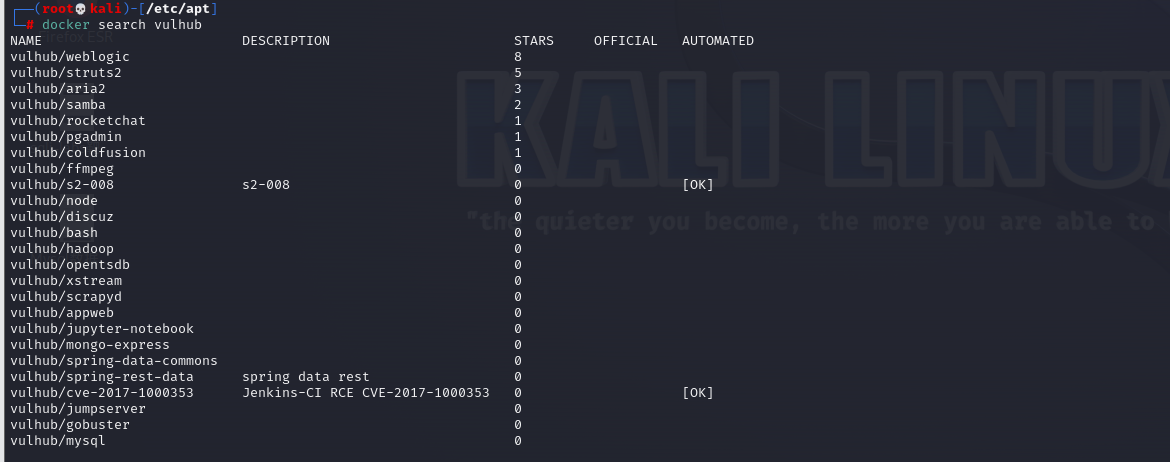 ┌──(root💀kali)-[/etc/apt]
└─# docker search vulhub
NAME DESCRIPTION STARS OFFICIAL AUTOMATED
vulhub/weblogic 8
vulhub/struts2 5
vulhub/aria2 3
vulhub/samba 2
vulhub/rocketchat 1
vulhub/pgadmin 1
vulhub/coldfusion 1
vulhub/ffmpeg 0
vulhub/s2-008 s2-008 0 [OK]
vulhub/node 0
vulhub/discuz 0
vulhub/bash 0
vulhub/hadoop 0
vulhub/opentsdb 0
vulhub/xstream 0
vulhub/scrapyd 0
vulhub/appweb 0
vulhub/jupyter-notebook 0
vulhub/mongo-express 0
vulhub/spring-data-commons 0
vulhub/spring-rest-data spring data rest 0
vulhub/cve-2017-1000353 Jenkins-CI RCE CVE-2017-1000353 0 [OK]
vulhub/jumpserver 0
vulhub/gobuster 0
vulhub/mysql 0
KALI LINUX
"the quieter you become, the more you are able to